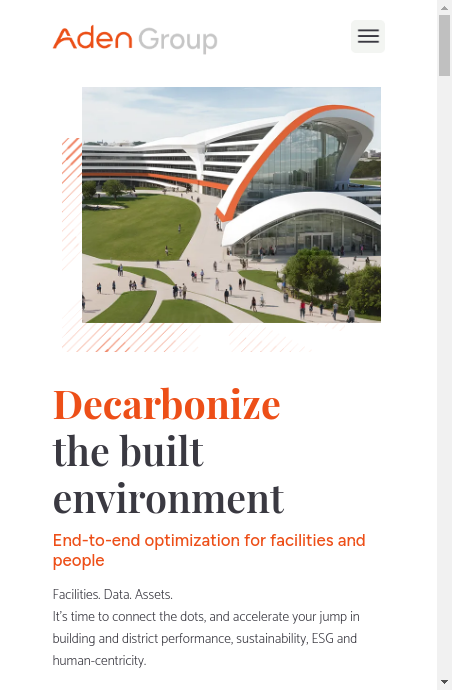 Aden Group
Decarbonize
the built
environment
End-to-end optimization for facilities and
people
Facilities. Data. Assets.
It's time to connect the dots, and accelerate your jump in
building and district performance, sustainability, ESG and
human-centricity.